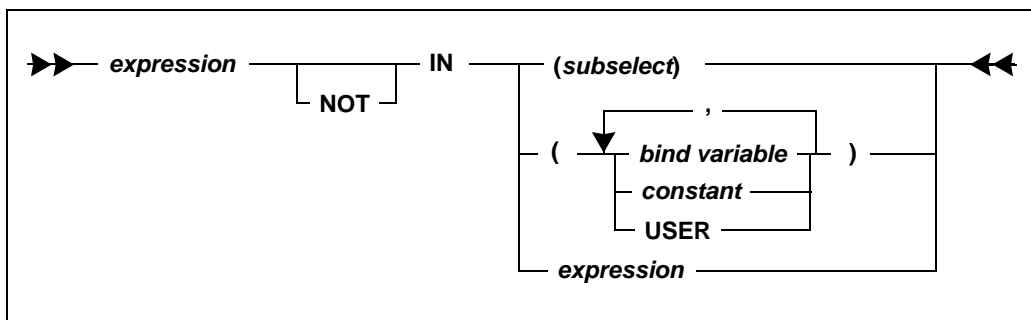 expression IN (subselect)
NOT
,
( bind variable )
constant
USER
expression